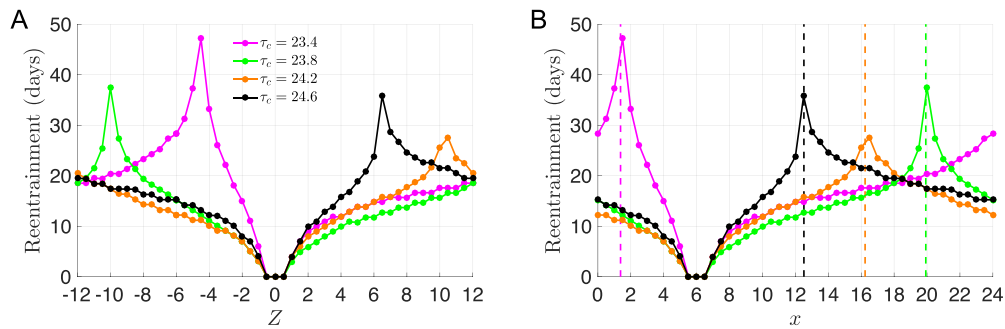 A
B
Reentrainment (days)
50
40
30
20
10
0
τc = 23.4
τc = 23.8
τc = 24.2
τc = 24.6
-12 -10 -8 -6 -4 -2 0 2 4 6 8 10 12
Z
Reentrainment (days)
50
40
30
20
10
0
0 2 4 6 8 10 12 14 16 18 20 22 24
x